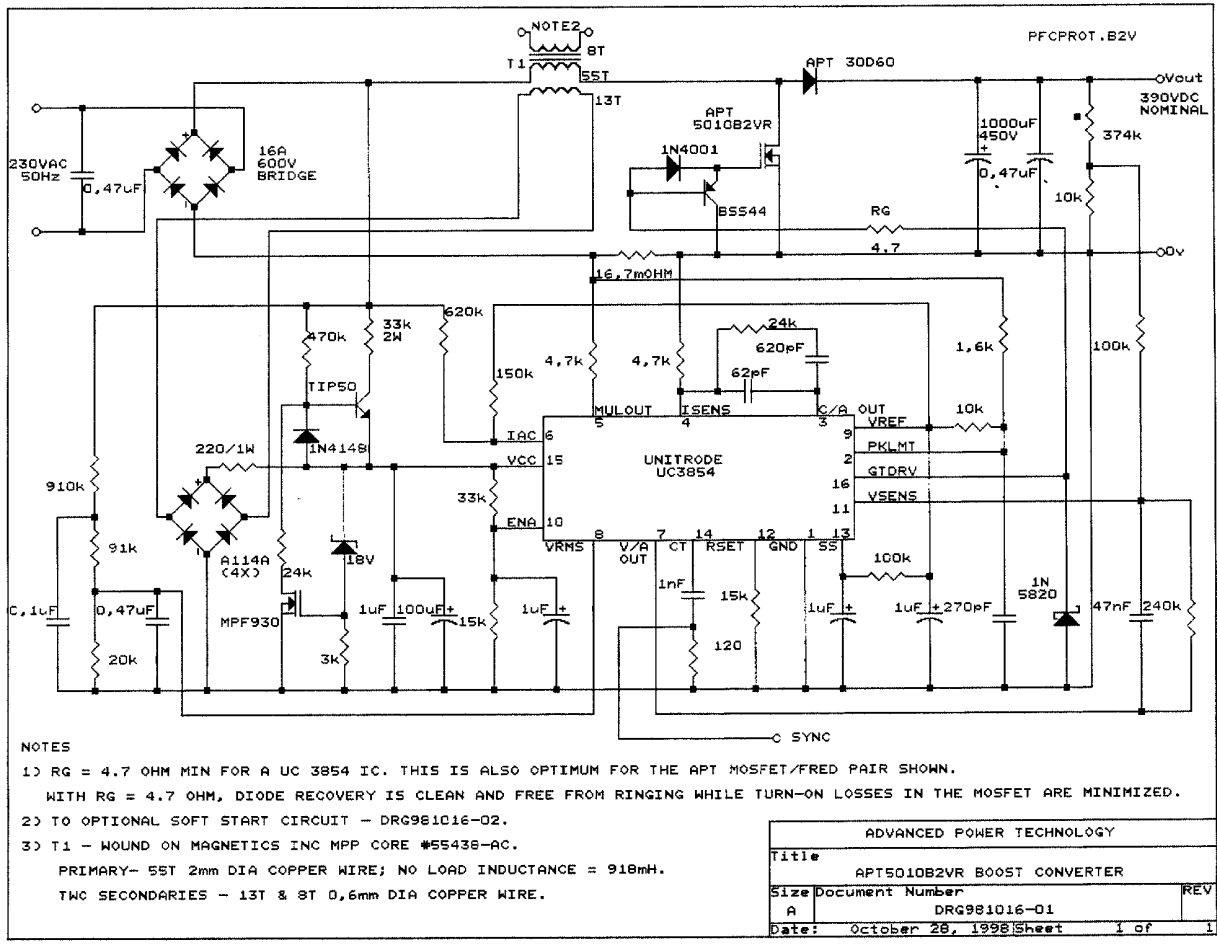 NOTE2
8T
T1
55T
13T
APT 30D60
PFCPROT.B2V
Vout
390VDC
NOMINAL
230VAC
50Hz
0,47uF
16A
600V
BRIDGE
APT
5010B2VR
1N4001
BSS44
1000uF
450V
+
0,47uF
374k
10k
RG
4.7
0v
16,7mOHM
620k
470k
33k
2W
150k
4,7k
4,7k
24k
620pF
62pF
1,6k
100k
TIP50
1N4148
220/1W
MULOUT
ISENS
C/A OUT
5
4
3
VREF
9
10k
IAC
6
VCC
15
UNITRODE
UC3854
PKLMT
2
GTDRV
16
VSENS
11
33k
ENA
10
VRMS
8
V/A
OUT
7
CT
14
RSET
12
GND
1
SS
13
910k
91k
A114A
(4X)
24k
18V
100k
1nF
15k
1N
5820
C,1uF
0,47uF
MPF930
1uF
100uF
+
15k
1uF
+
1uF
+
1uF
+
270pF
47nF
240k
20k
3k
120
SYNC
NOTES
1) RG = 4.7 OHM MIN FOR A UC 3854 IC. THIS IS ALSO OPTIMUM FOR THE APT MOSFET/FRED PAIR SHOWN.
WITH RG = 4.7 OHM, DIODE RECOVERY IS CLEAN AND FREE FROM RINGING WHILE TURN-ON LOSSES IN THE MOSFET ARE MINIMIZED.
2) TO OPTIONAL SOFT START CIRCUIT - DRG981016-02.
3) T1 - WOUND ON MAGNETICS INC MPP CORE #55438-AC.
PRIMARY- 55T 2mm DIA COPPER WIRE; NO LOAD INDUCTANCE = 918mH.
TWC SECONDARIES - 13T & 8T 0,6mm DIA COPPER WIRE.
ADVANCED POWER TECHNOLOGY
Title
APT5010B2VR BOOST CONVERTER
Size Document Number REV
A DRG981016-01
Date: October 28, 1998 Sheet 1 of 1